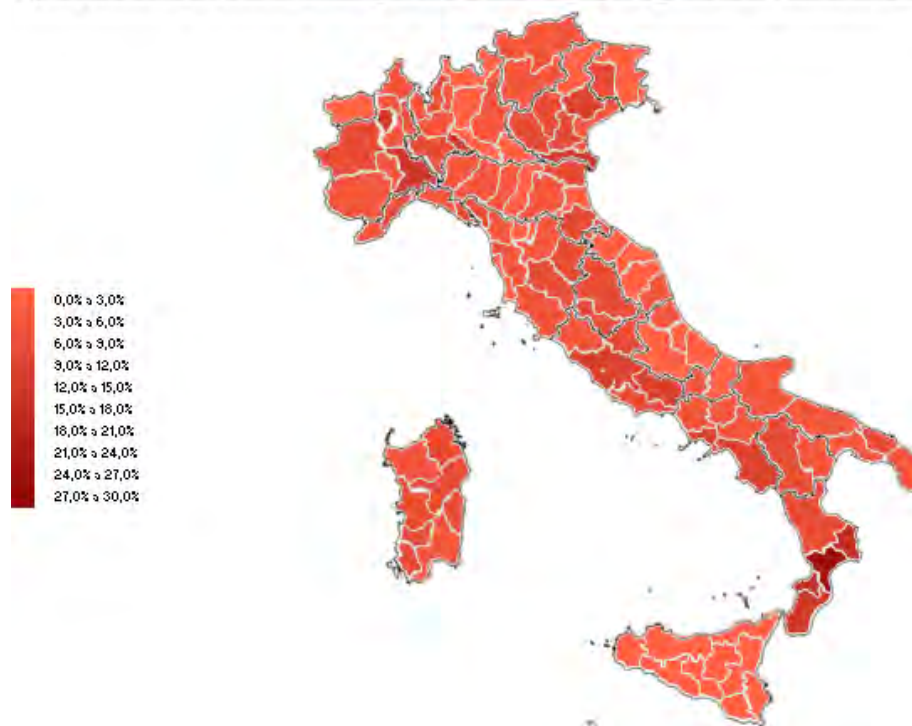 0,0% a 3,0%
3,0% a 6,0%
6,0% a 9,0%
9,0% a 12,0%
12,0% a 15,0%
15,0% a 18,0%
18,0% a 21,0%
21,0% a 24,0%
24,0% a 27,0%
27,0% a 30,0%